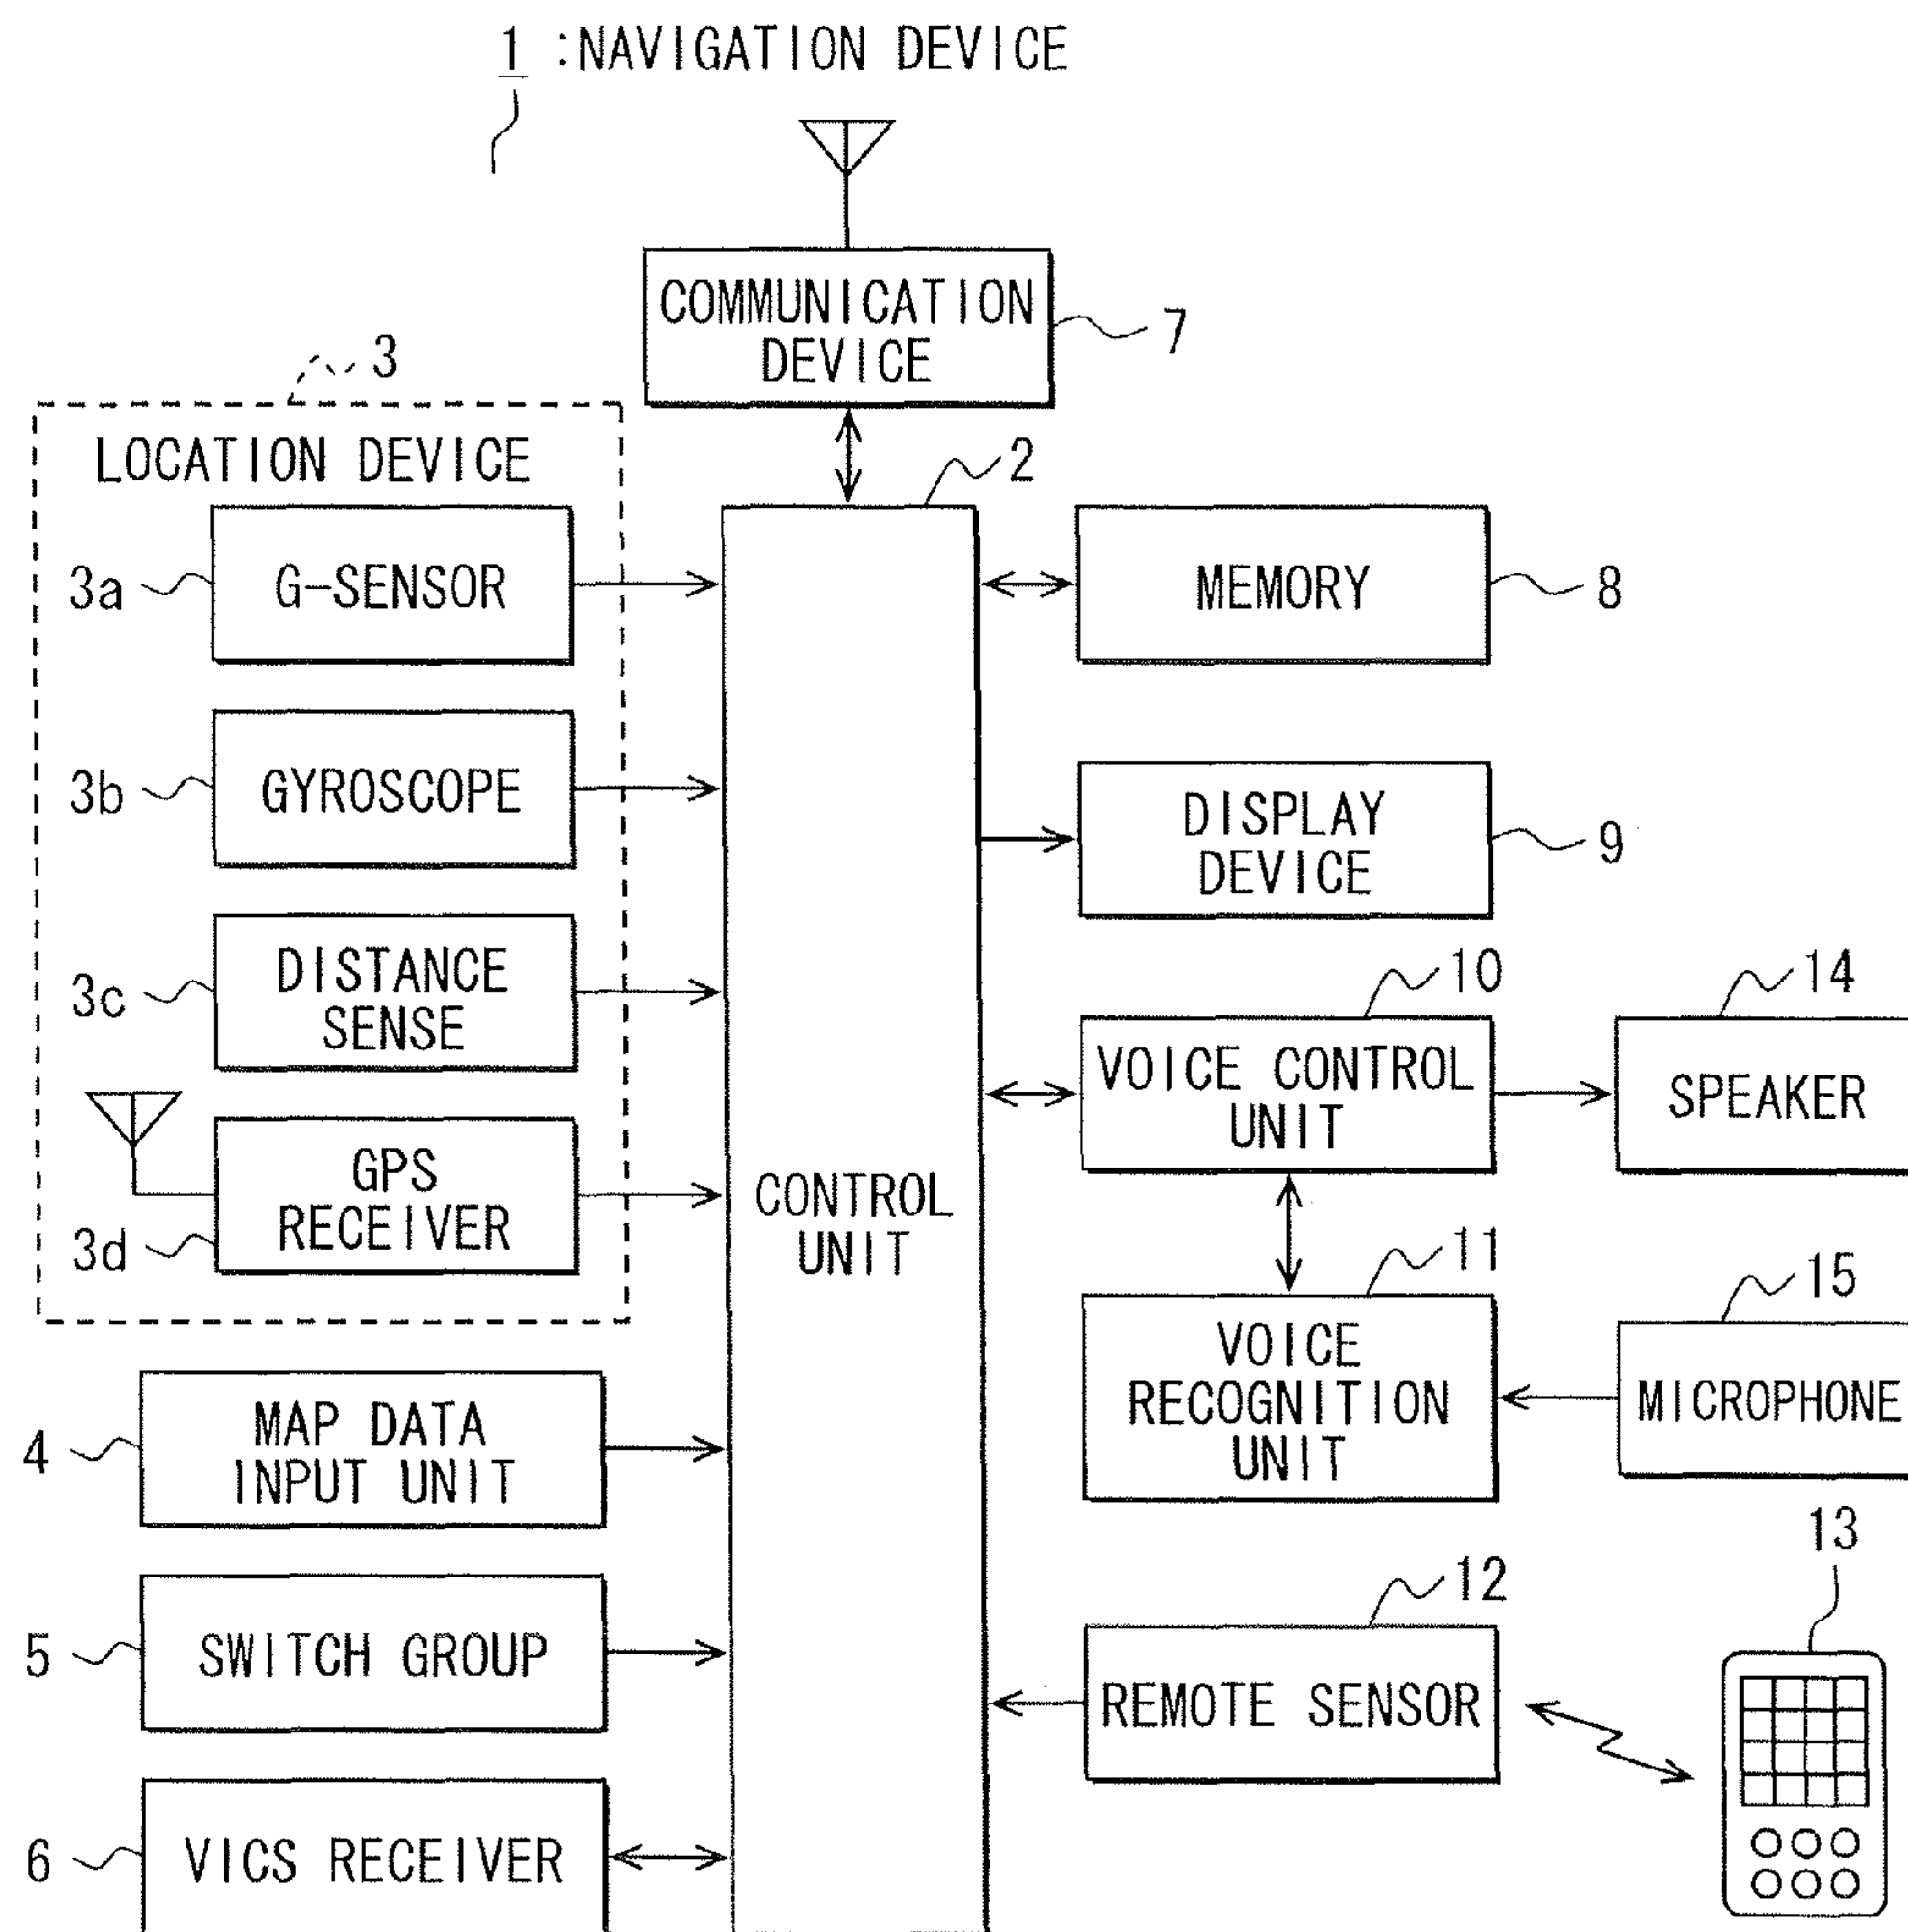 1 :NAVIGATION DEVICE
COMMUNICATION
DEVICE
7
3
LOCATION DEVICE
2
3a
G-SENSOR
MEMORY
8
3b
GYROSCOPE
DISPLAY
DEVICE
9
3c
DISTANCE
SENSE
10
14
VOICE CONTROL
UNIT
SPEAKER
3d
GPS
RECEIVER
CONTROL
UNIT
11
15
VOICE
RECOGNITION
UNIT
MICROPHONE
4
MAP DATA
INPUT UNIT
13
12
5
SWITCH GROUP
REMOTE SENSOR
6
VICS RECEIVER